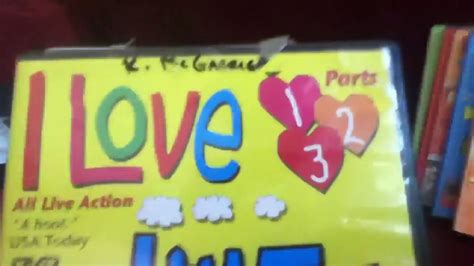 Parts
I Love
1
2
3
All Live Action
"A hoot"
USA Today